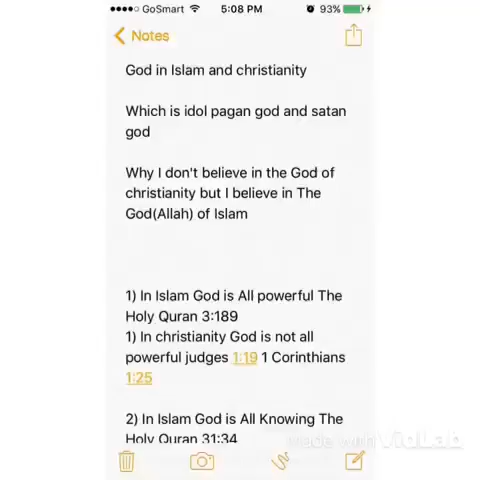 GoSmart 5:08 PM 93%
Notes
God in Islam and christianity
Which is idol pagan god and satan
god
Why I don't believe in the God of
christianity but I believe in The
God(Allah) of Islam
1) In Islam God is All powerful The
Holy Quran 3:189
1) In christianity God is not all
powerful judges 1:19 1 Corinthians
1:25
2) In Islam God is All Knowing The
Holy Quran 31:34
Made with VidLab